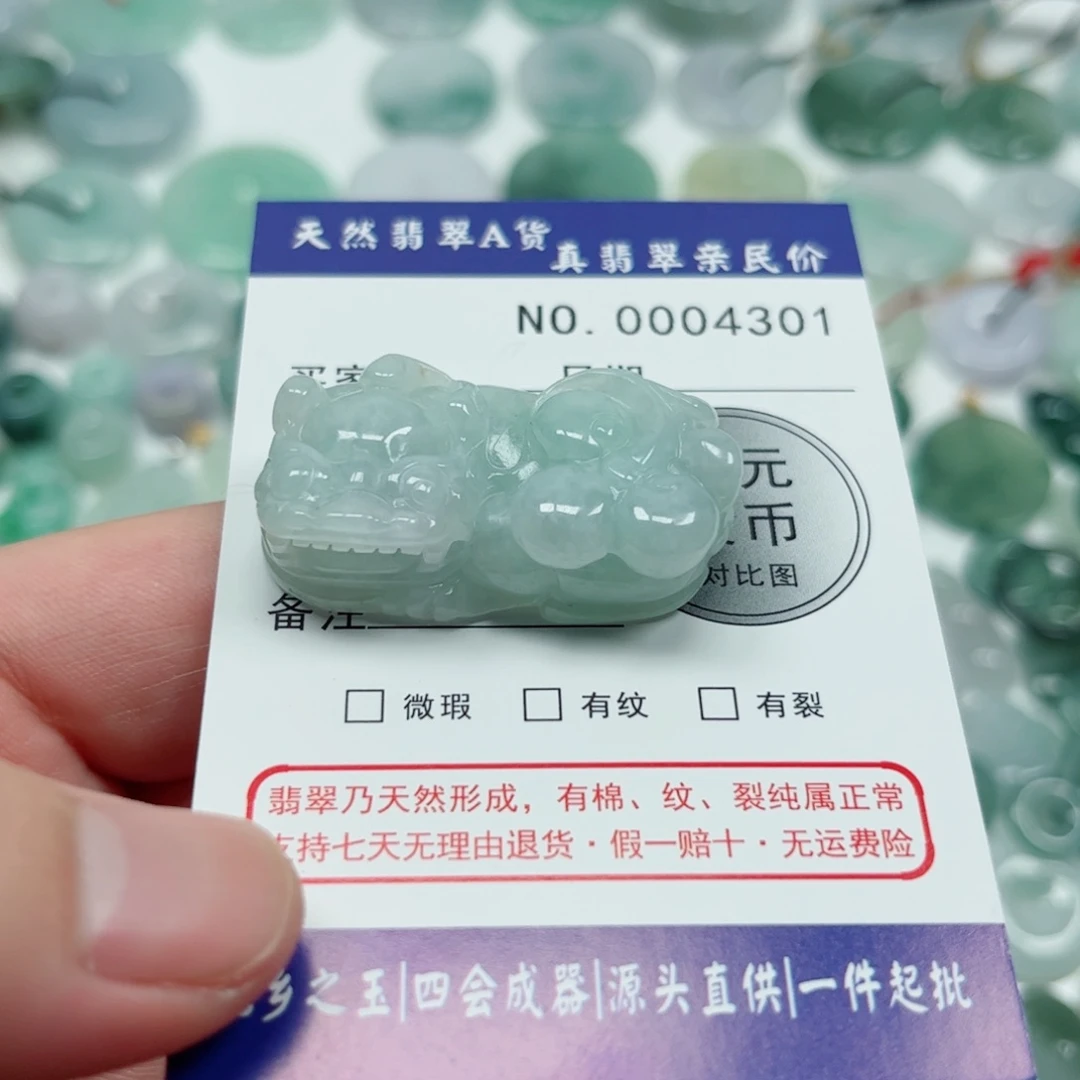 天然翡翠A货
真翡翠亲民价
NO. 0004301
元
币
对比图
备注
微瑕 有纹 有裂
翡翠乃天然形成，有棉、纹、裂纯属正常
支持七天无理由退货·假一赔十·无运费险
乡之玉|四会成器|源头直供|一件起批